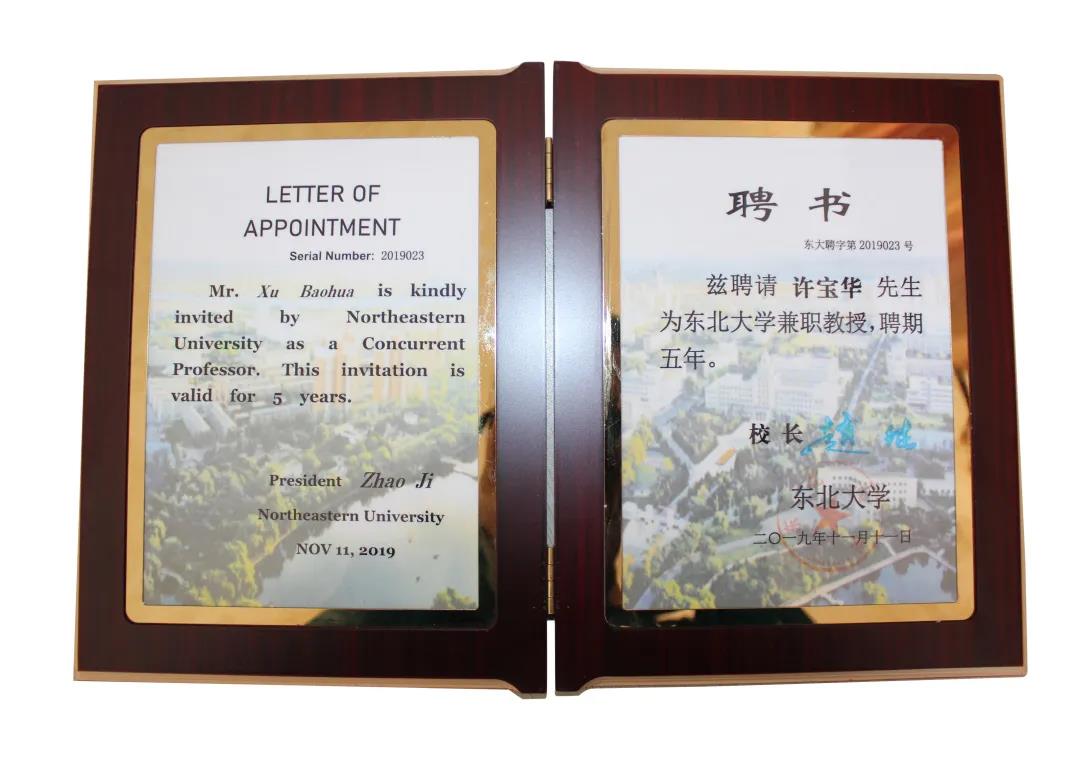 LETTER OF
APPOINTMENT
Serial Number: 2019023
Mr. Xu Baohua is kindly
invited by Northeastern
University as a Concurrent
Professor. This invitation is
valid for 5 years.
President Zhao Ji
Northeastern University
NOV 11, 2019
聘 书
东大聘字第 2019023 号
兹聘请 许宝华 先生
为东北大学兼职教授，聘期
五年。
校 长 赵 继
东北大学
二〇一九年十一月十一日